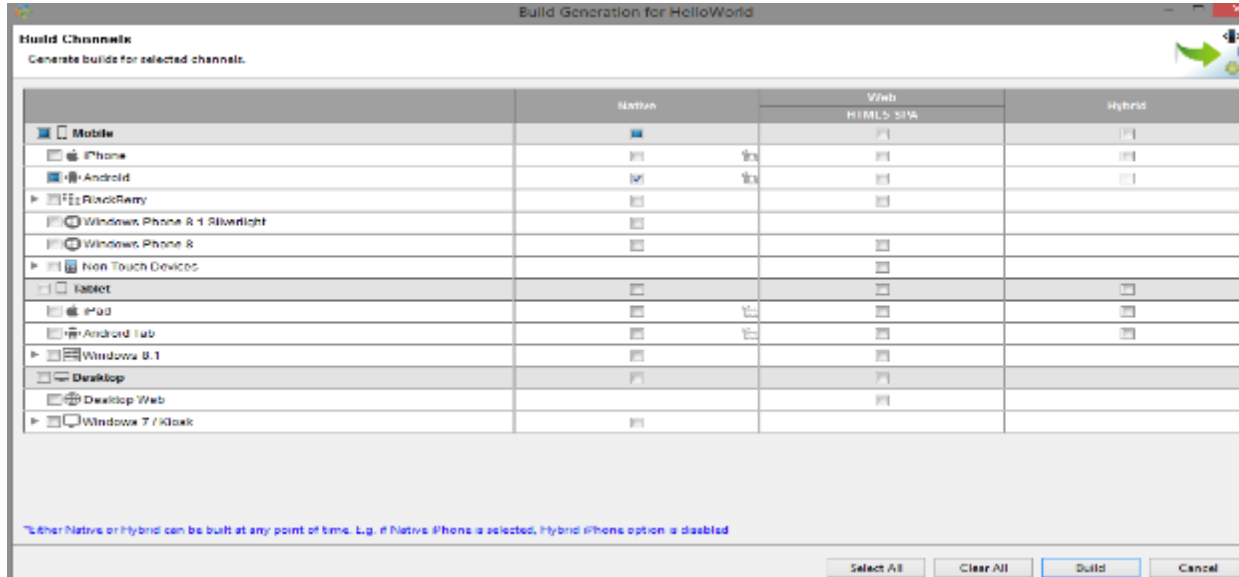 Build Generation for HelloWorld
Build Channels
Generate builds for selected channels.
Native
Web
HTML5 SPA
Hybrid
Mobile
iPhone
Android
BlackBerry
Windows Phone 8.1 Silverlight
Windows Phone 8
Non Touch Devices
Tablet
iPad
Android Tab
Windows 8.1
Desktop
Desktop Web
Windows 7 / Kiosk
*Either Native or Hybrid can be built at any point of time. E.g. if Native iPhone is selected, Hybrid iPhone option is disabled
Select All Clear All Build Cancel